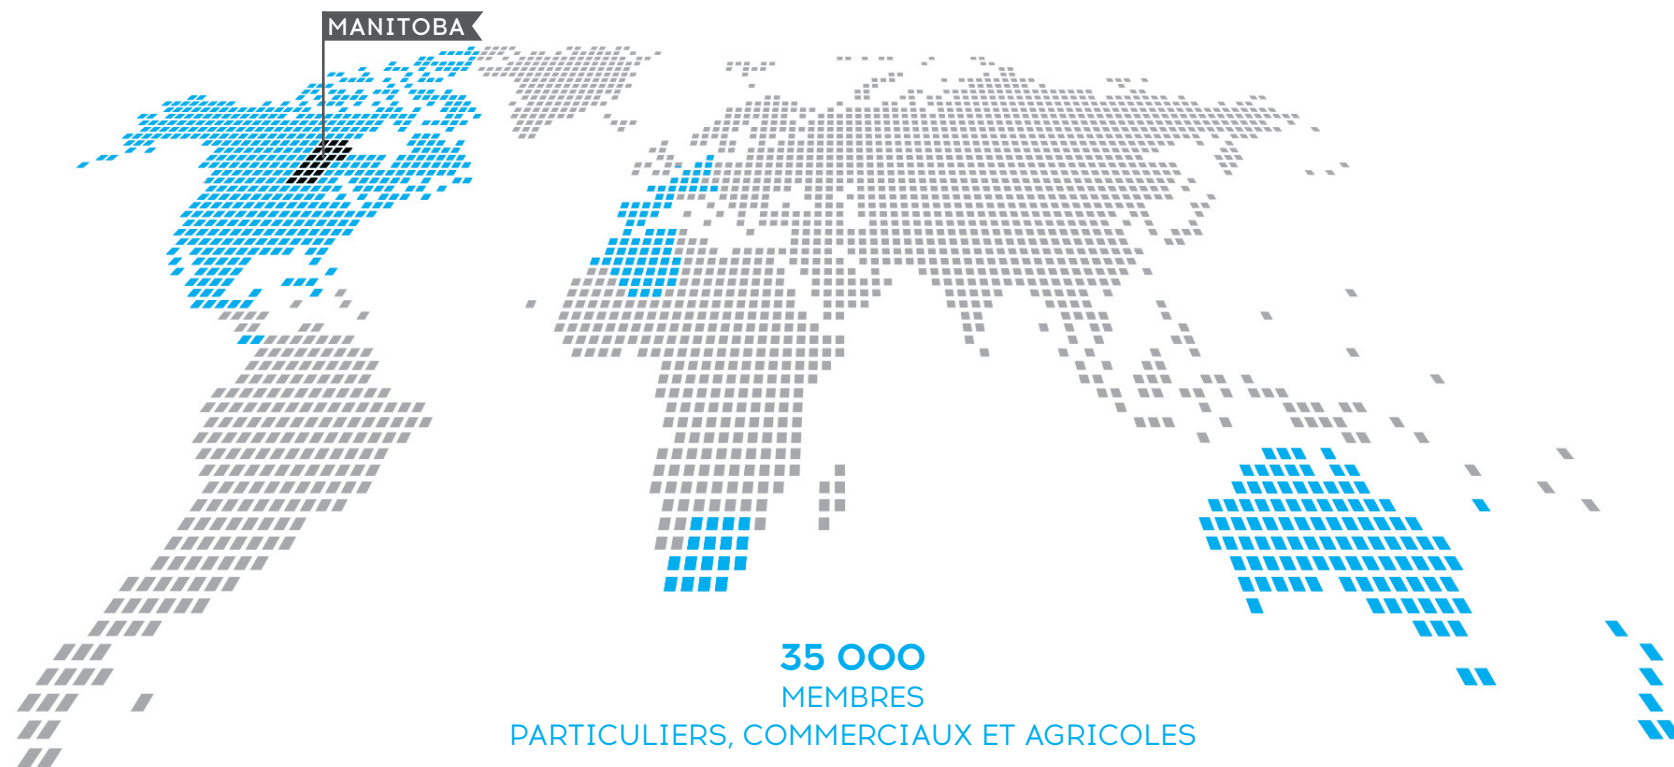 MANITOBA
35 000
MEMBRES
PARTICULIERS, COMMERCIAUX ET AGRICOLES